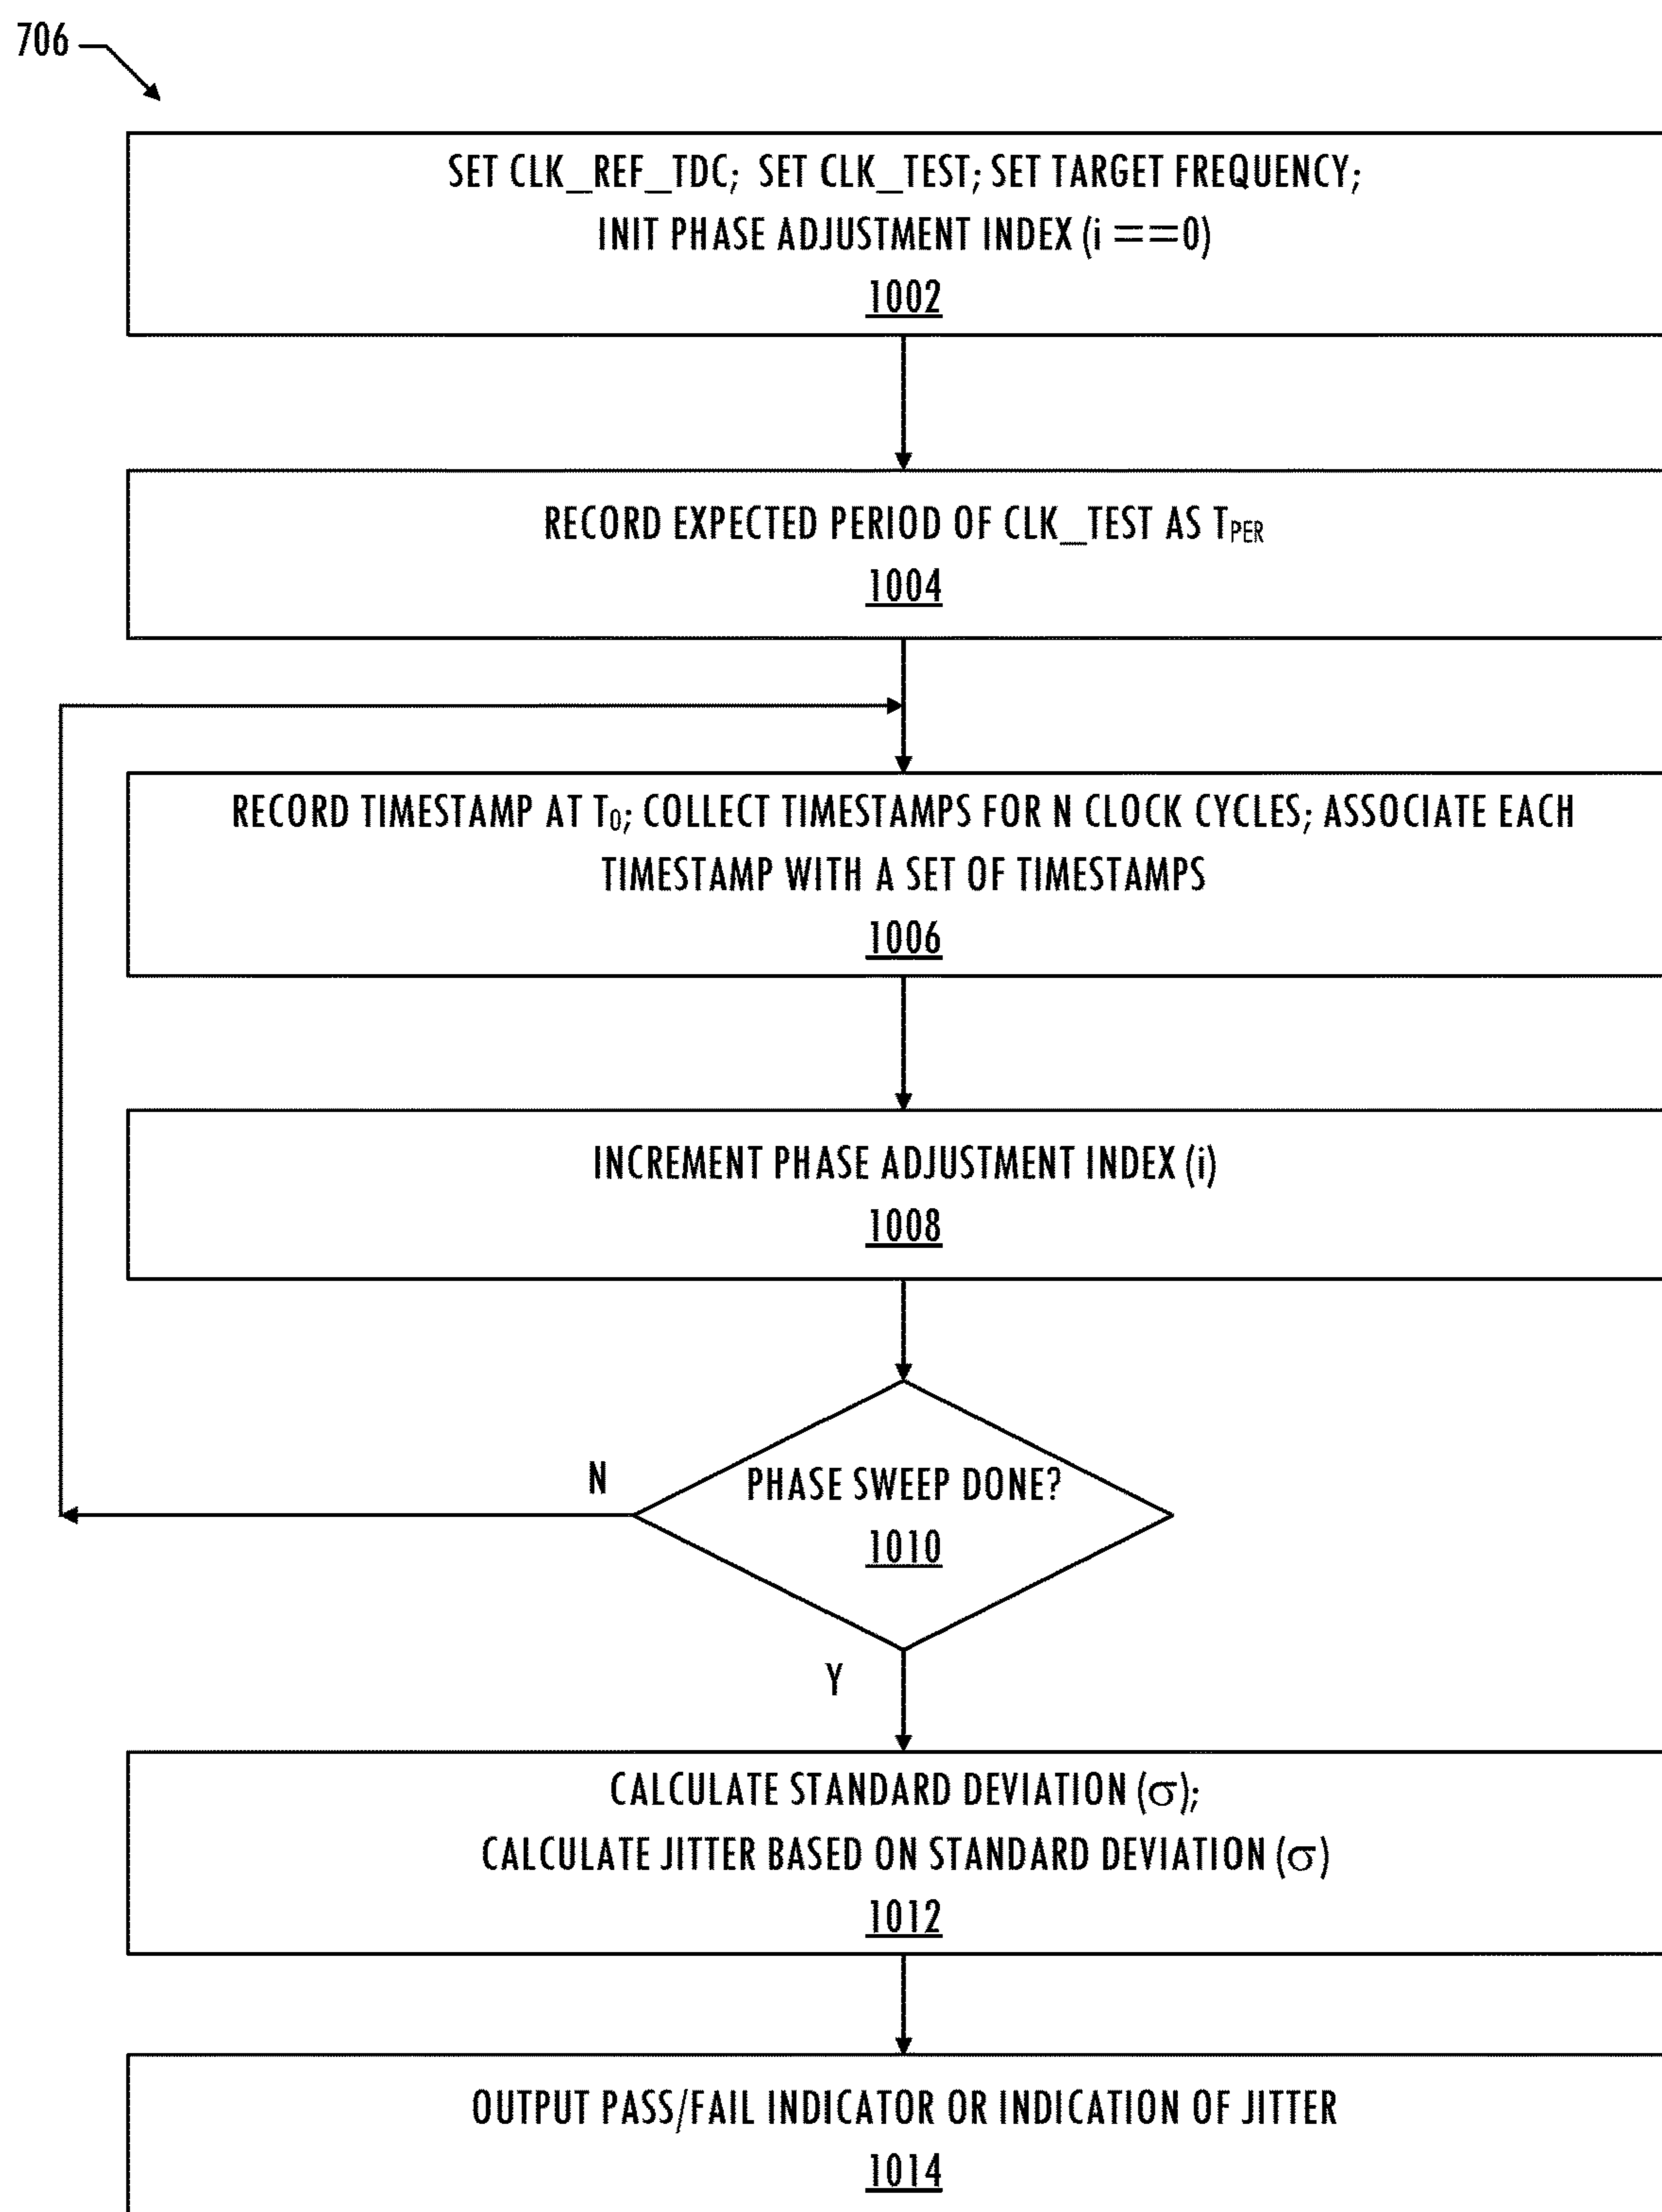 706
SET CLK_REF_TDC; SET CLK_TEST; SET TARGET FREQUENCY;
INIT PHASE ADJUSTMENT INDEX (i ==0)
1002
RECORD EXPECTED PERIOD OF CLK_TEST AS TPER
1004
RECORD TIMESTAMP AT T0; COLLECT TIMESTAMPS FOR N CLOCK CYCLES; ASSOCIATE EACH
TIMESTAMP WITH A SET OF TIMESTAMPS
1006
INCREMENT PHASE ADJUSTMENT INDEX (i)
1008
N
PHASE SWEEP DONE?
1010
Y
CALCULATE STANDARD DEVIATION (σ);
CALCULATE JITTER BASED ON STANDARD DEVIATION (σ)
1012
OUTPUT PASS/FAIL INDICATOR OR INDICATION OF JITTER
1014